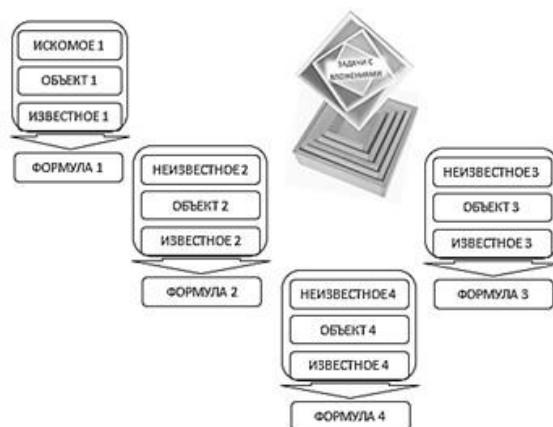 ИСКОМОЕ 1
ОБЪЕКТ 1
ИЗВЕСТНОЕ 1
ФОРМУЛА 1
ЗАДАЧИ С
ВЛОЖЕНИЯМИ
НЕИЗВЕСТНОЕ 2
ОБЪЕКТ 2
ИЗВЕСТНОЕ 2
ФОРМУЛА 2
НЕИЗВЕСТНОЕ 3
ОБЪЕКТ 3
ИЗВЕСТНОЕ 3
ФОРМУЛА 3
НЕИЗВЕСТНОЕ 4
ОБЪЕКТ 4
ИЗВЕСТНОЕ 4
ФОРМУЛА 4